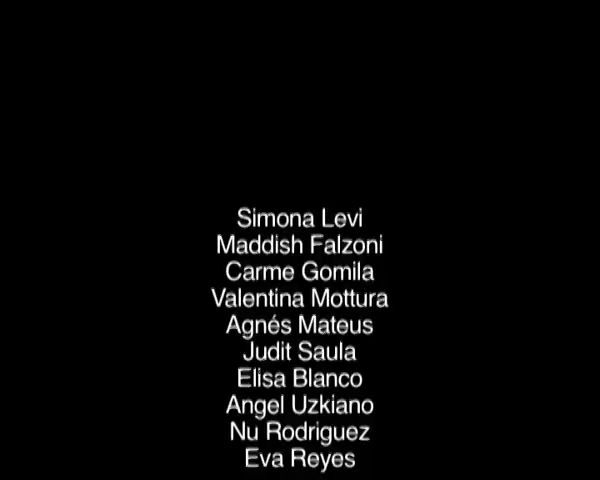 Simona Levi
Maddish Falzoni
Carme Gomila
Valentina Mottura
Agnés Mateus
Judit Saula
Elisa Blanco
Angel Uzkiano
Nu Rodriguez
Eva Reyes